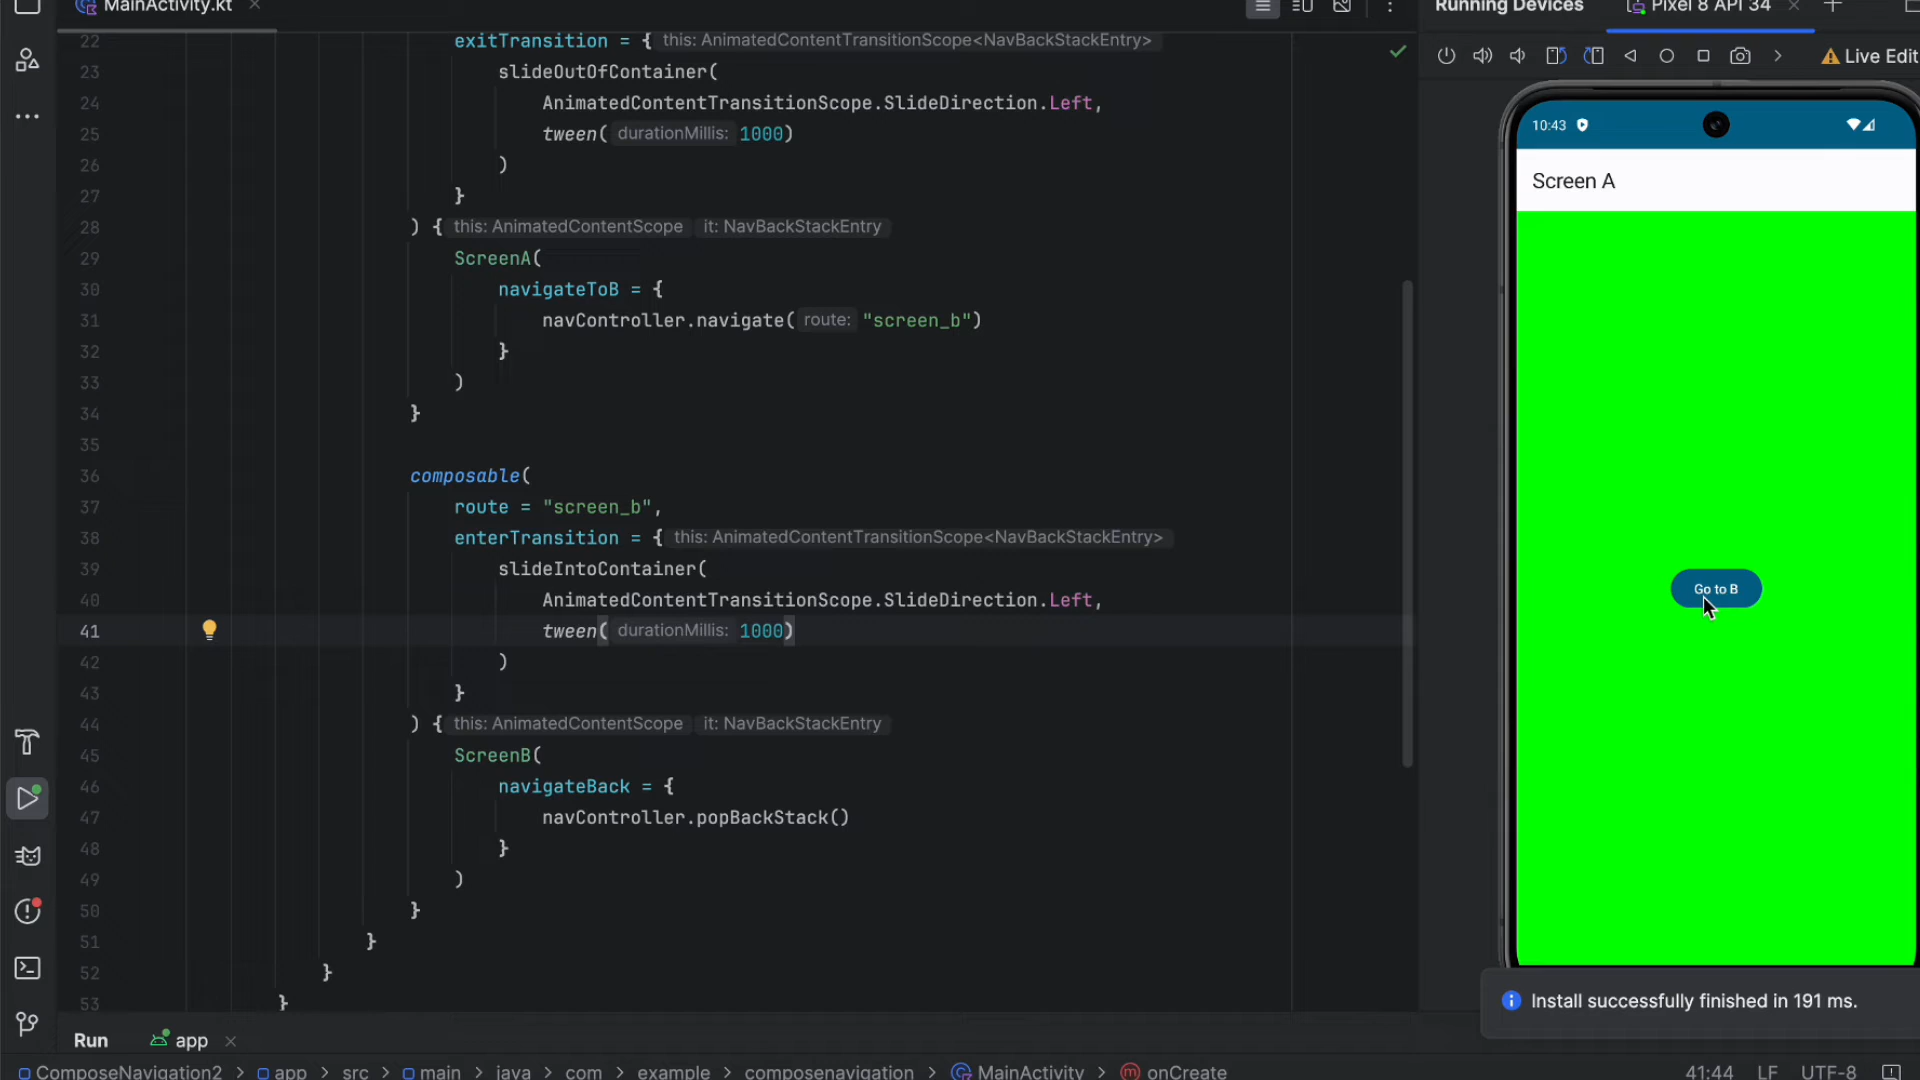 MainActivity.kt
Running Devices
Pixel 8 API 34
Live Edit
22 exitTransition = { this: AnimatedContentTransitionScope<NavBackStackEntry>
23 slideOutOfContainer(
24 AnimatedContentTransitionScope.SlideDirection.Left,
25 tween( durationMillis: 1000)
26 )
27 }
28 ) { this: AnimatedContentScope it: NavBackStackEntry
29 ScreenA(
30 navigateToB = {
31 navController.navigate( route: "screen_b")
32 }
33 )
34 }
35
36 composable(
37 route = "screen_b",
38 enterTransition = { this: AnimatedContentTransitionScope<NavBackStackEntry>
39 slideIntoContainer(
40 AnimatedContentTransitionScope.SlideDirection.Left,
41 tween( durationMillis: 1000)
42 )
43 }
44 ) { this: AnimatedContentScope it: NavBackStackEntry
45 ScreenB(
46 navigateBack = {
47 navController.popBackStack()
48 }
49 )
50 }
51 }
52 }
53 }
10:43
Screen A
Go to B
Install successfully finished in 191 ms.
Run app
ComposeNavigation2 > app > src > main > java > com > example > composenavigation > MainActivity > onCreate
41:44 LF UTF-8